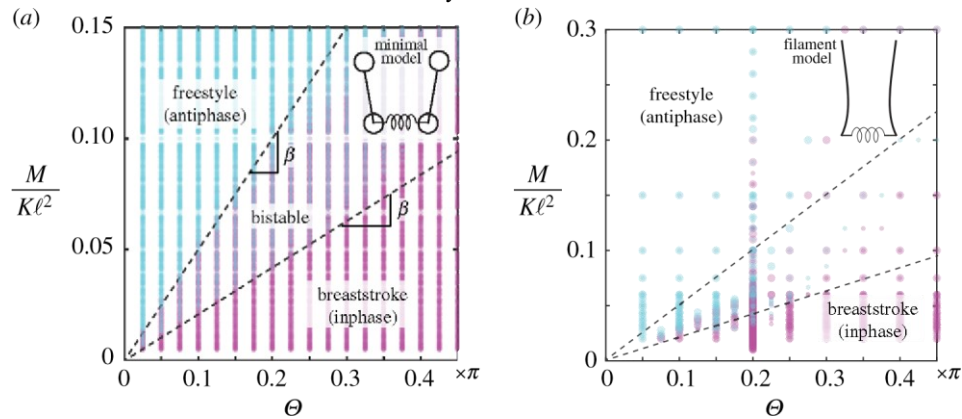 (a)
0.15
0.10
0.05
0
M
Kℓ²
freestyle
(antiphase)
minimal
model
β
bistable
β
breaststroke
(inphase)
0 0.1 0.2 0.3 0.4 ×π
Θ
(b)
0.3
0.2
0.1
0
M
Kℓ²
freestyle
(antiphase)
filament
model
breaststroke
(inphase)
0 0.1 0.2 0.3 0.4 ×π
Θ